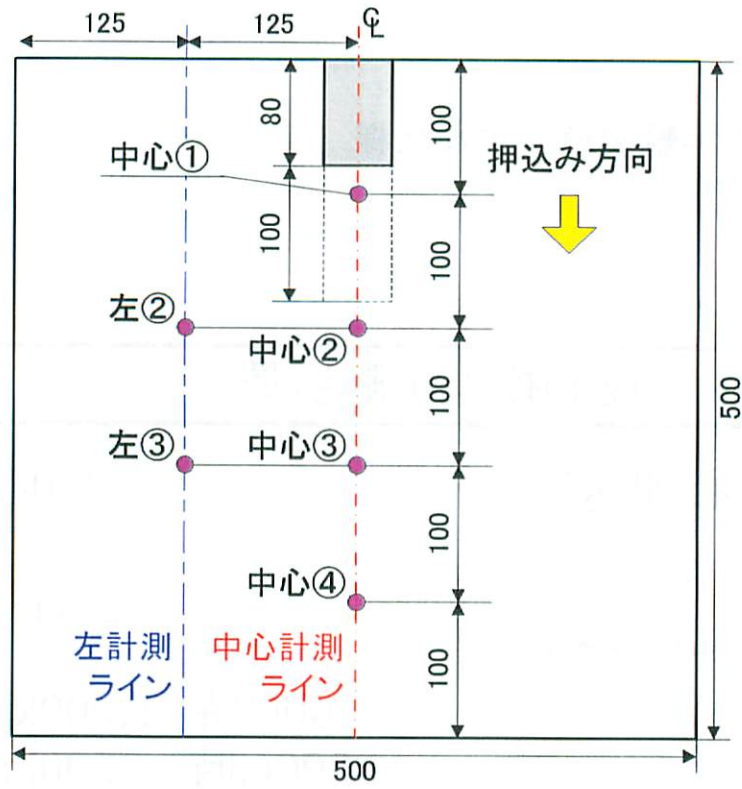 125
125
℄
80
100
中心①
押込み方向
100
100
左②
中心②
100
500
左③
中心③
100
中心④
左計測
ライン
中心計測
ライン
100
500